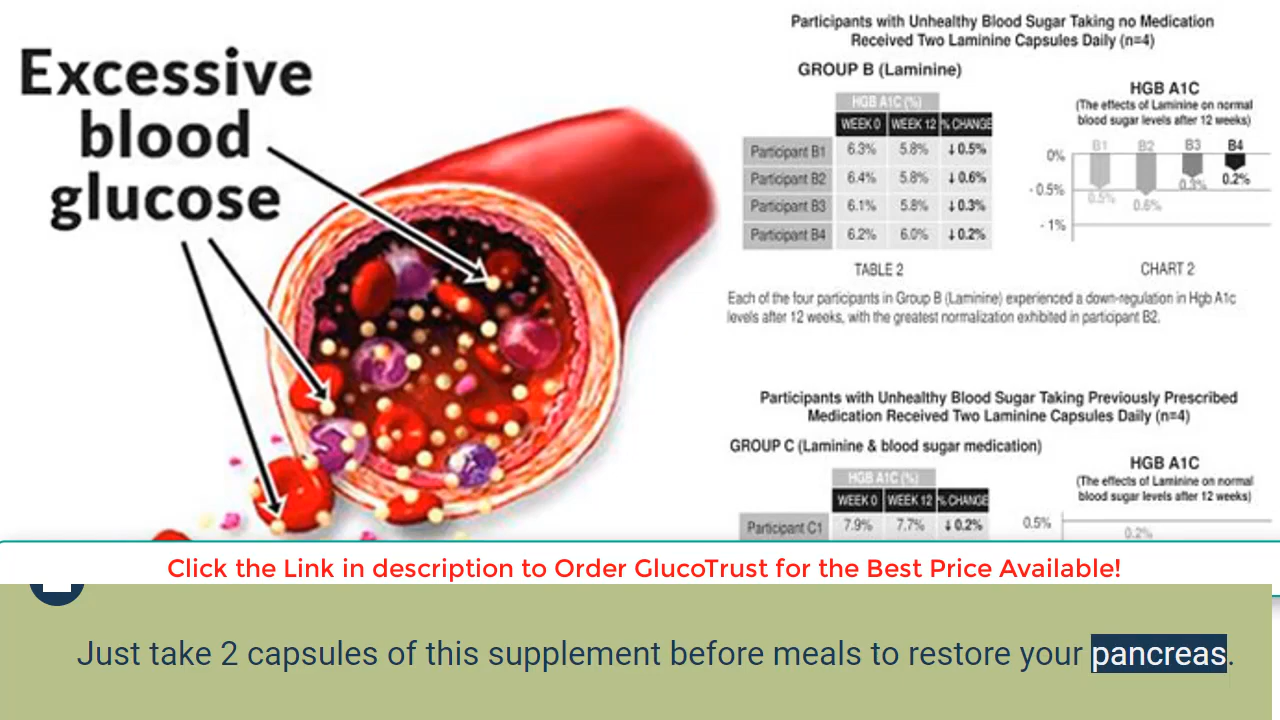 Excessive
blood
glucose
Participants with Unhealthy Blood Sugar Taking no Medication
Received Two Laminine Capsules Daily (n=4)
GROUP B (Laminine)
HGB A1C (%)
WEEK 0 WEEK 12 % CHANGE
Participant B1 6.3% 5.8% ↓0.5%
Participant B2 6.4% 5.8% ↓0.6%
Participant B3 6.1% 5.8% ↓0.3%
Participant B4 6.2% 6.0% ↓0.2%
TABLE 2
HGB A1C
(The effects of Laminine on normal
blood sugar levels after 12 weeks)
B1 B2 B3 B4
0%
- 0.5%
- 1%
0.5% 0.6% 0.3% 0.2%
CHART 2
Each of the four participants in Group B (Laminine) experienced a down-regulation in Hgb A1c
levels after 12 weeks, with the greatest normalization exhibited in participant B2.
Participants with Unhealthy Blood Sugar Taking Previously Prescribed
Medication Received Two Laminine Capsules Daily (n=4)
GROUP C (Laminine & blood sugar medication)
HGB A1C (%)
WEEK 0 WEEK 12 % CHANGE
Participant C1 7.9% 7.7% ↓0.2%
HGB A1C
(The effects of Laminine on normal
blood sugar levels after 12 weeks)
0.5%
0.2%
Click the Link in description to Order GlucoTrust for the Best Price Available!
Just take 2 capsules of this supplement before meals to restore your pancreas.